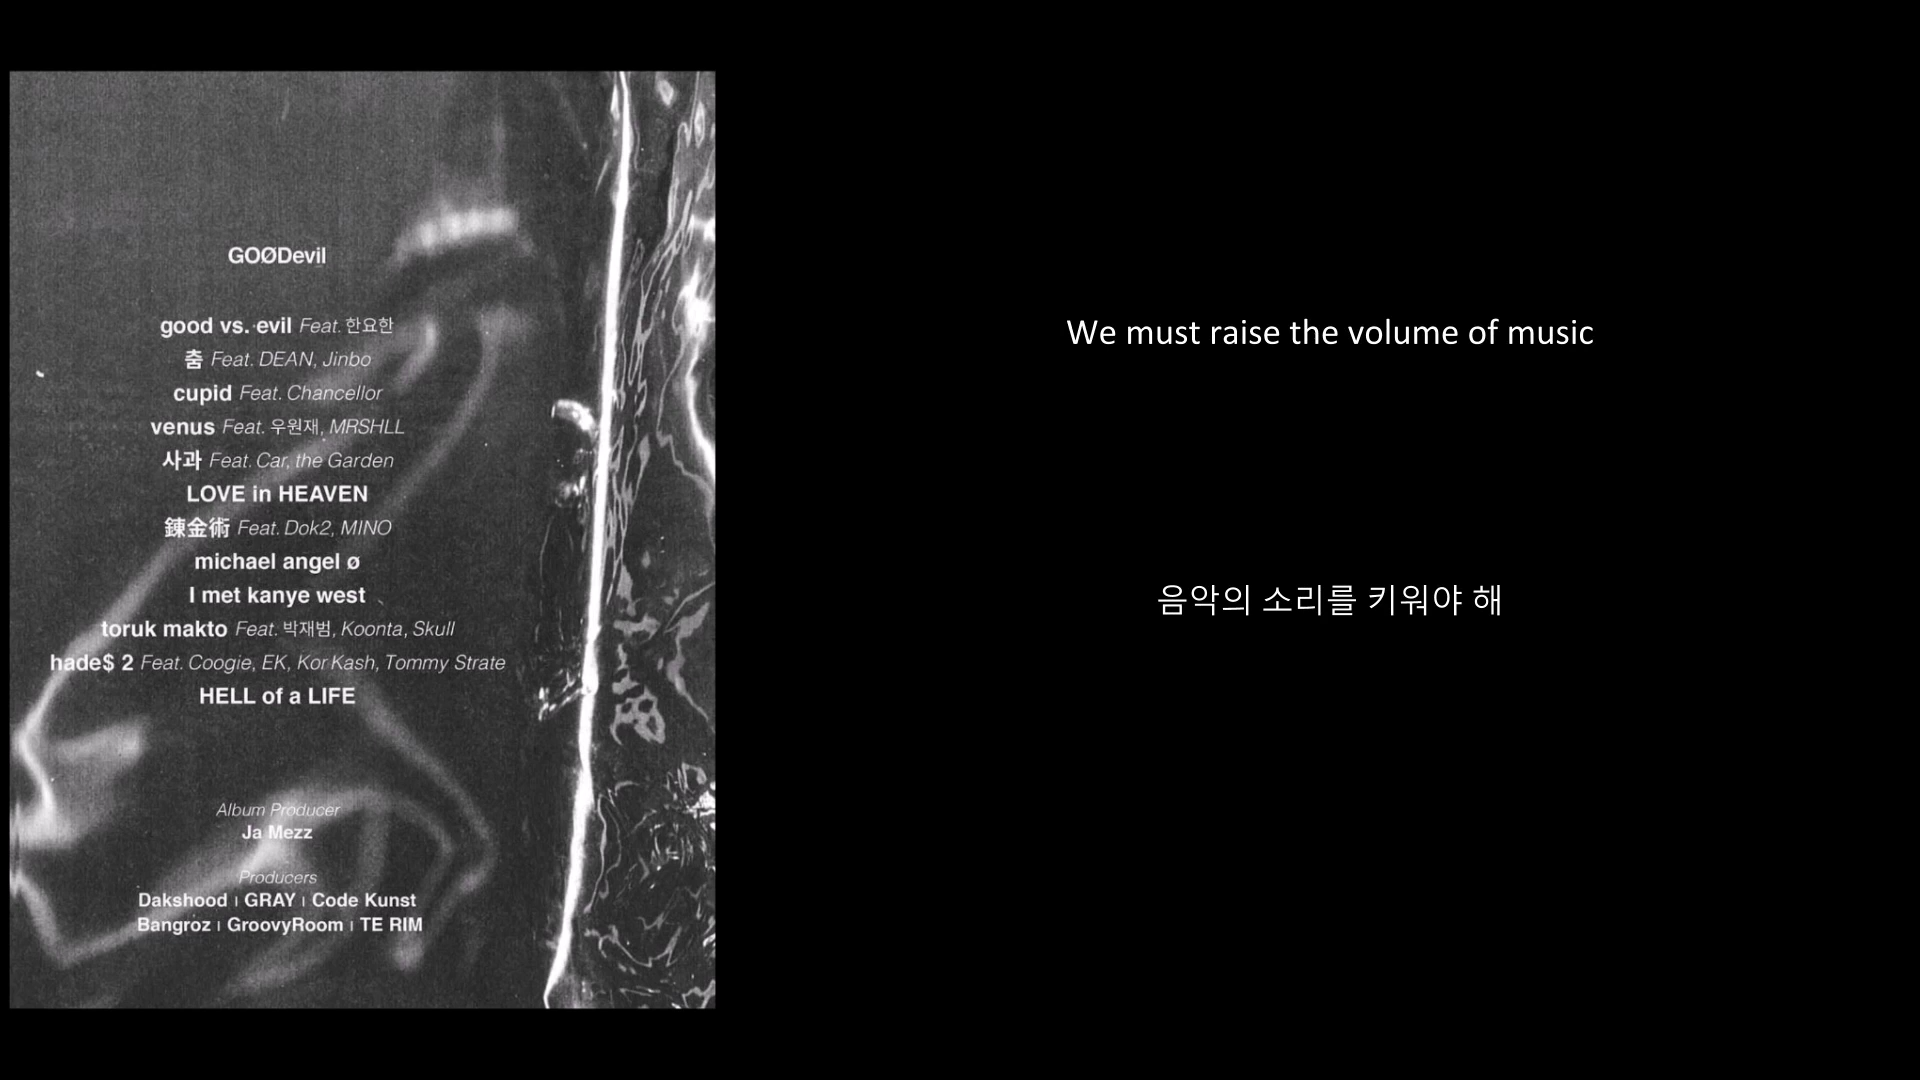 GOØDevil
good vs. evil Feat. 한요한
춤 Feat. DEAN, Jinbo
cupid Feat. Chancellor
venus Feat. 우원재, MRSHLL
사과 Feat. Car, the Garden
LOVE in HEAVEN
鍊金術 Feat. Dok2, MINO
michael angel ø
I met kanye west
toruk makto Feat. 박재범, Koonta, Skull
hade$ 2 Feat. Coogie, EK, Kor Kash, Tommy Strate
HELL of a LIFE
Album Producer
Ja Mezz
Producers
Dakshood | GRAY | Code Kunst
Bangroz | GroovyRoom | TE RIM
We must raise the volume of music
음악의 소리를 키워야 해